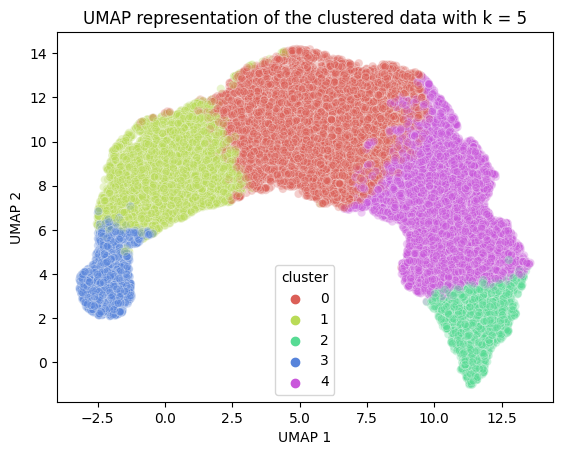 UMAP representation of the clustered data with k = 5
14
12
10
8
6
4
2
0
UMAP 2
cluster
0
1
2
3
4
−2.5 0.0 2.5 5.0 7.5 10.0 12.5
UMAP 1